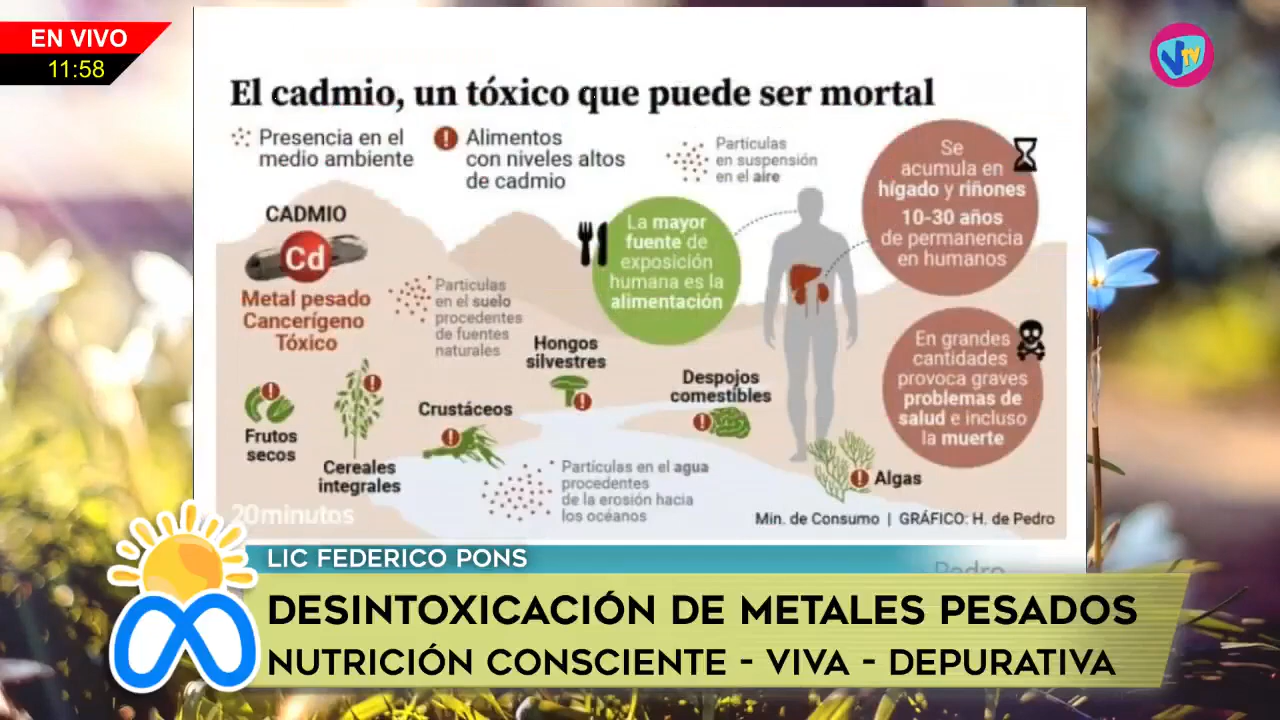 EN VIVO
11:58
VTV
El cadmio, un tóxico que puede ser mortal
Presencia en el
medio ambiente
Alimentos
con niveles altos
de cadmio
Partículas
en suspensión
en el aire
Se
acumula en
hígado y riñones
10-30 años
de permanencia
en humanos
CADMIO
Cd
Metal pesado
Cancerígeno
Tóxico
La mayor
fuente de
exposición
humana es la
alimentación
Partículas
en el suelo
procedentes
de fuentes
naturales
Hongos
silvestres
Despojos
comestibles
En grandes
cantidades
provoca graves
problemas de
salud e incluso
la muerte
Frutos
secos
Cereales
integrales
Crustáceos
Partículas en el agua
procedentes
de la erosión hacia
los océanos
Algas
20minutos
Min. de Consumo | GRÁFICO: H. de Pedro
Pedro
LIC FEDERICO PONS
DESINTOXICACIÓN DE METALES PESADOS
NUTRICIÓN CONSCIENTE - VIVA - DEPURATIVA